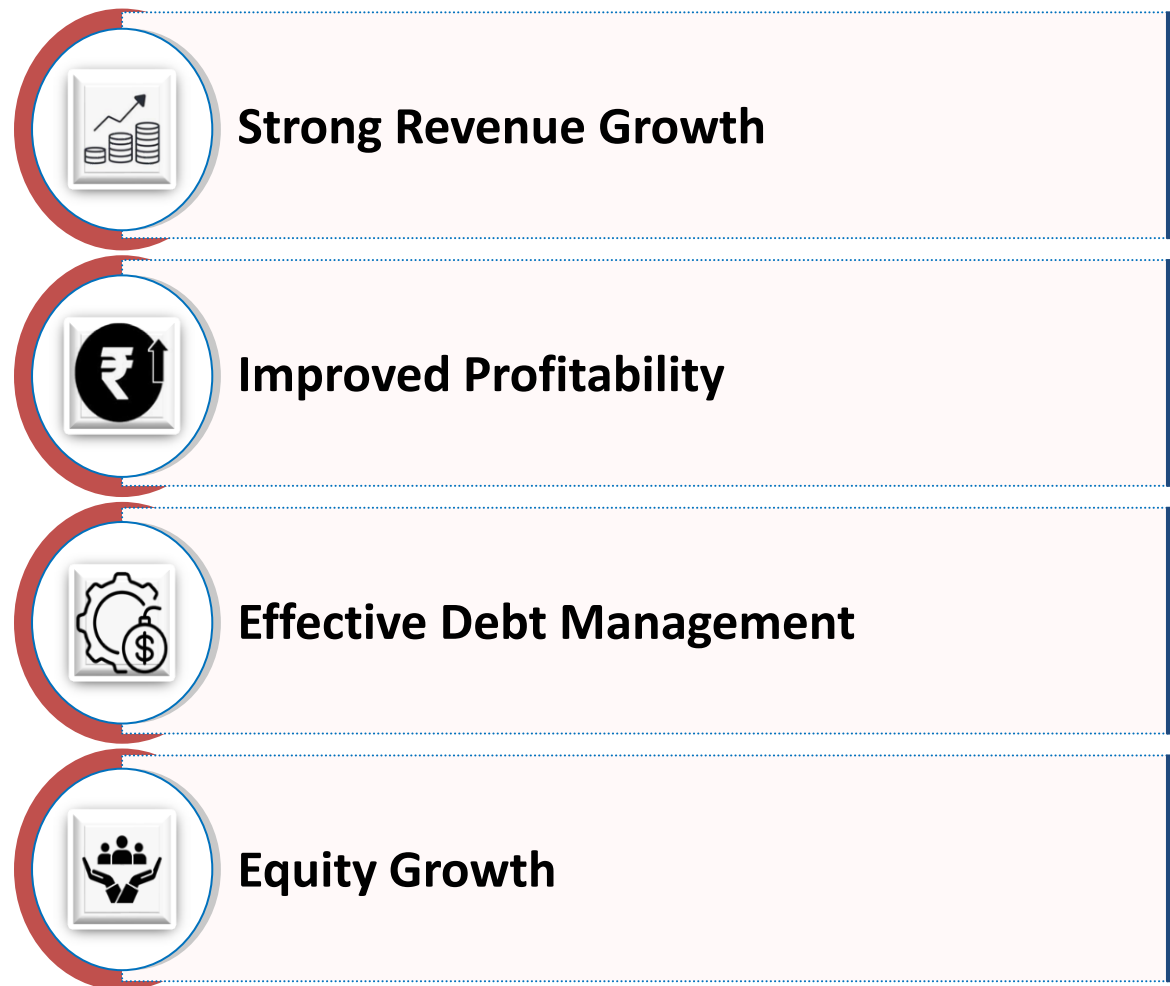 Strong Revenue Growth
₹
Improved Profitability
$
Effective Debt Management
Equity Growth